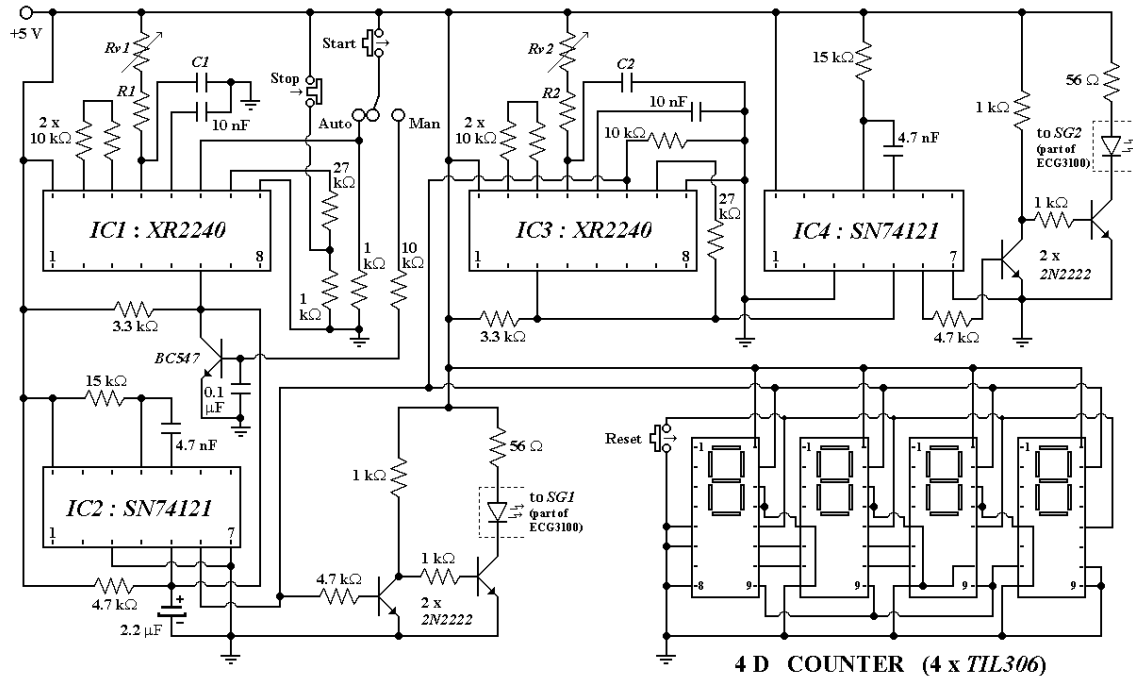 +5 V
Rv1
R1
C1
10 nF
2 x
10 kΩ
Start
Stop
Auto
Man
27
kΩ
1
kΩ
1
kΩ
10
kΩ
IC1 : XR2240
1
8
3.3 kΩ
BC547
0.1
µF
15 kΩ
4.7 nF
IC2 : SN74121
1
7
4.7 kΩ
2.2 µF
+
−
Rv2
R2
C2
10 nF
10 kΩ
2 x
10 kΩ
27
kΩ
IC3 : XR2240
1
8
3.3 kΩ
15 kΩ
4.7 nF
IC4 : SN74121
1
7
4.7 kΩ
1 kΩ
1 kΩ
2 x
2N2222
56 Ω
to SG2
(part of
ECG3100)
1 kΩ
56 Ω
to SG1
(part of
ECG3100)
4.7 kΩ
1 kΩ
2 x
2N2222
Reset
-1
-8
9
-1
9
-1
9
-1
9
4 D COUNTER (4 x TIL306)